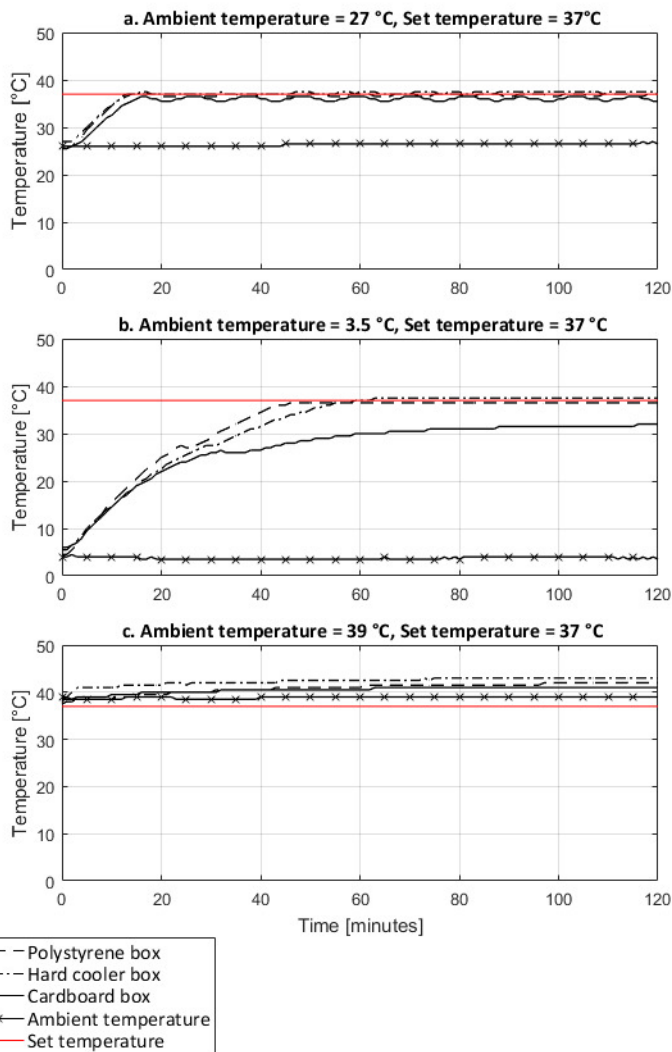 a. Ambient temperature = 27 °C, Set temperature = 37°C
50
40
30
20
10
0
Temperature [°C]
0 20 40 60 80 100 120
b. Ambient temperature = 3.5 °C, Set temperature = 37 °C
50
40
30
20
10
0
Temperature [°C]
0 20 40 60 80 100 120
c. Ambient temperature = 39 °C, Set temperature = 37 °C
50
40
30
20
10
0
Temperature [°C]
0 20 40 60 80 100 120
Time [minutes]
Polystyrene box
Hard cooler box
Cardboard box
Ambient temperature
Set temperature